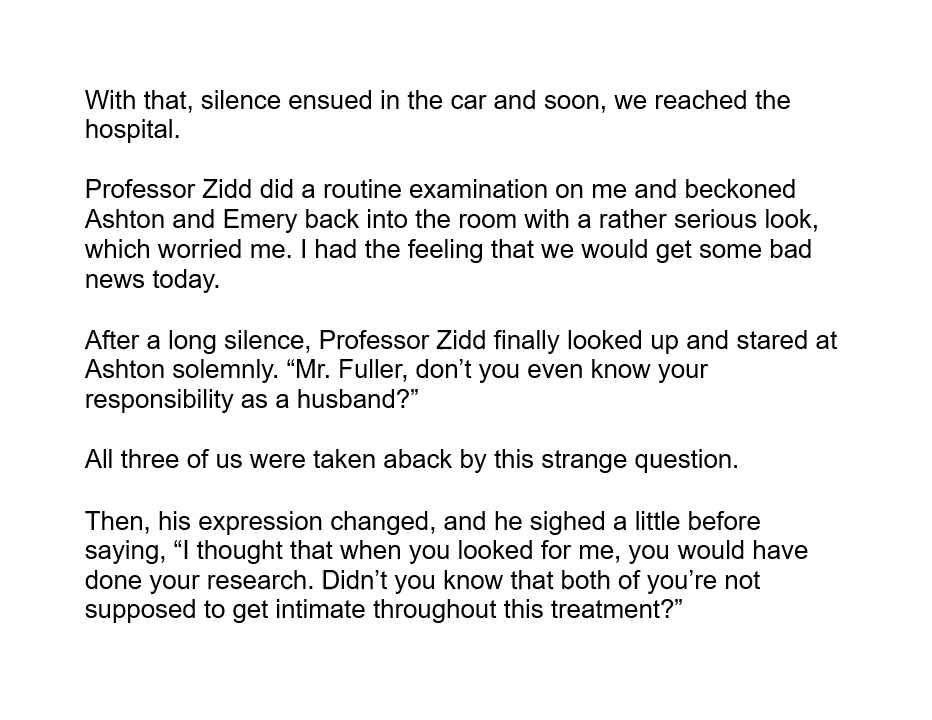 With that, silence ensued in the car and soon, we reached the
hospital.
Professor Zidd did a routine examination on me and beckoned
Ashton and Emery back into the room with a rather serious look,
which worried me. I had the feeling that we would get some bad
news today.
After a long silence, Professor Zidd finally looked up and stared at
Ashton solemnly. “Mr. Fuller, don’t you even know your
responsibility as a husband?”
All three of us were taken aback by this strange question.
Then, his expression changed, and he sighed a little before
saying, “I thought that when you looked for me, you would have
done your research. Didn’t you know that both of you’re not
supposed to get intimate throughout this treatment?”